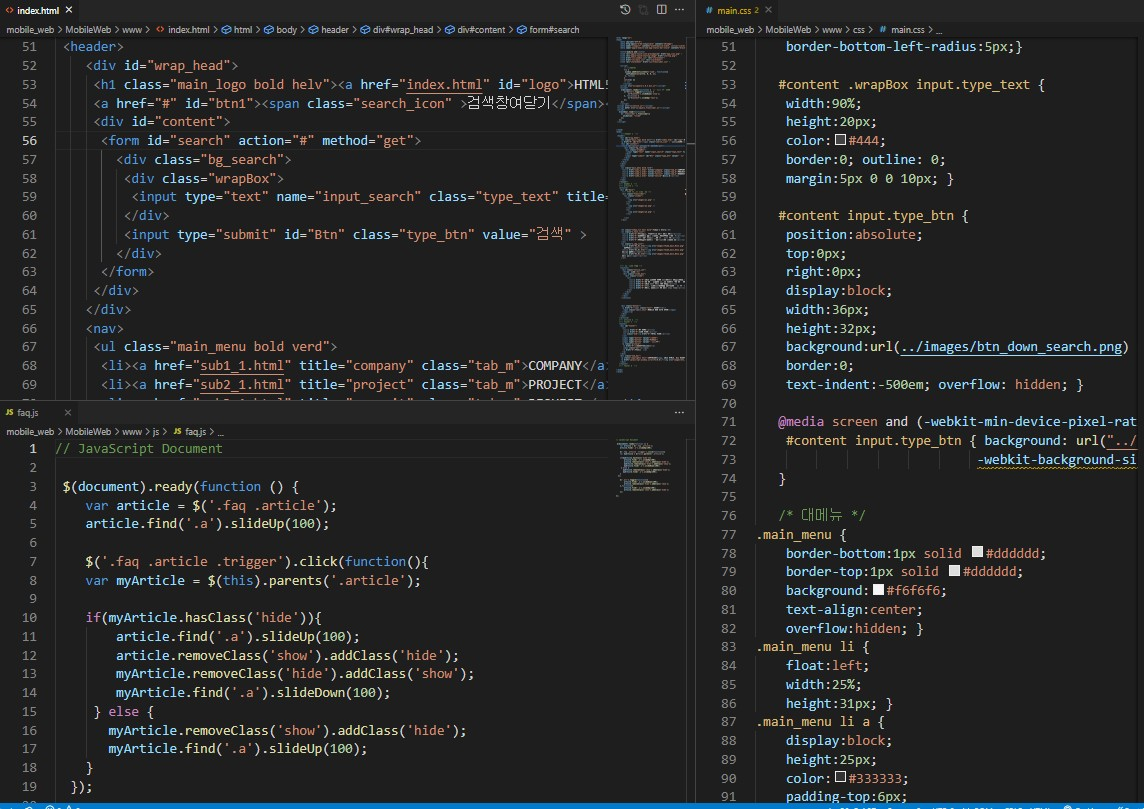 index.html
mobile_web > MobileWeb > www > index.html > html > body > header > div#wrap_head > div#content > form#search
51 <header>
52 <div id="wrap_head">
53 <h1 class="main_logo bold helv"><a href="index.html" id="logo">HTML
54 <a href="#" id="btn1"><span class="search_icon" >검색창여닫기</span>
55 <div id="content">
56 <form id="search" action="#" method="get">
57 <div class="bg_search">
58 <div class="wrapBox">
59 <input type="text" name="input_search" class="type_text" title=
60 </div>
61 <input type="submit" id="Btn" class="type_btn" value="검색" >
62 </div>
63 </form>
64 </div>
65 </div>
66 <nav>
67 <ul class="main_menu bold verd">
68 <li><a href="sub1_1.html" title="company" class="tab_m">COMPANY</a>
69 <li><a href="sub2_1.html" title="project" class="tab_m">PROJECT</a>
JS faq.js
mobile_web > MobileWeb > www > js > JS faq.js > ...
1 // JavaScript Document
2
3 $(document).ready(function () {
4 var article = $('.faq .article');
5 article.find('.a').slideUp(100);
6
7 $('.faq .article .trigger').click(function(){
8 var myArticle = $(this).parents('.article');
9
10 if(myArticle.hasClass('hide')){
11 article.find('.a').slideUp(100);
12 article.removeClass('show').addClass('hide');
13 myArticle.removeClass('hide').addClass('show');
14 myArticle.find('.a').slideDown(100);
15 } else {
16 myArticle.removeClass('show').addClass('hide');
17 myArticle.find('.a').slideUp(100);
18 }
19 });
# main.css 2
mobile_web > MobileWeb > www > css > # main.css ...
51 border-bottom-left-radius:5px;}
52
53 #content .wrapBox input.type_text {
54 width:90%;
55 height:20px;
56 color:#444;
57 border:0; outline: 0;
58 margin:5px 0 0 10px; }
59
60 #content input.type_btn {
61 position:absolute;
62 top:0px;
63 right:0px;
64 display:block;
65 width:36px;
66 height:32px;
67 background:url(../images/btn_down_search.png)
68 border:0;
69 text-indent:-500em; overflow: hidden; }
70
71 @media screen and (-webkit-min-device-pixel-rat
72 #content input.type_btn { background: url("../
73 -webkit-background-si
74 }
75
76 /* 대메뉴 */
77 .main_menu {
78 border-bottom:1px solid #dddddd;
79 border-top:1px solid #dddddd;
80 background:#f6f6f6;
81 text-align:center;
82 overflow:hidden; }
83 .main_menu li {
84 float:left;
85 width:25%;
86 height:31px; }
87 .main_menu li a {
88 display:block;
89 height:25px;
90 color:#333333;
91 padding-top:6px;